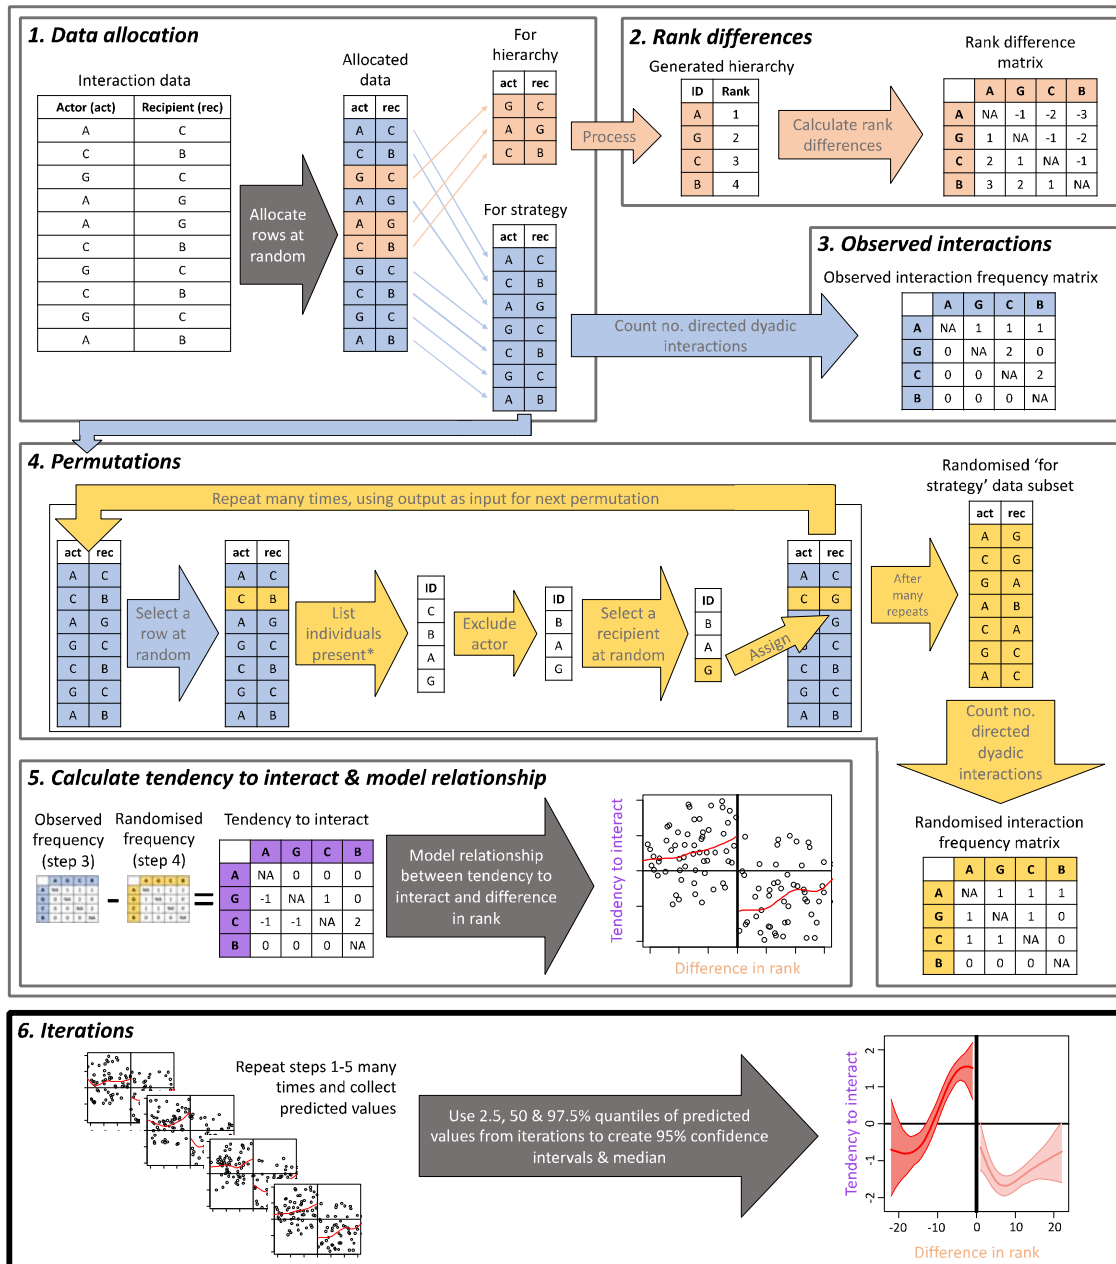 1. Data allocation
Interaction data
Actor (act) Recipient (rec)
A C
C B
G C
A G
A G
C B
G C
C B
G C
A B
Allocate
rows at
random
Allocated
data
act rec
A C
C B
G C
A G
A G
C B
G C
C B
G C
A B
For
hierarchy
act rec
G C
A G
C B
For strategy
act rec
A C
C B
A G
G C
C B
G C
A B
Process
2. Rank differences
Generated hierarchy
ID Rank
A 1
G 2
C 3
B 4
Calculate rank
differences
Rank difference
matrix
A G C B
A NA -1 -2 -3
G 1 NA -1 -2
C 2 1 NA -1
B 3 2 1 NA
Count no. directed dyadic
interactions
3. Observed interactions
Observed interaction frequency matrix
A G C B
A NA 1 1 1
G 0 NA 2 0
C 0 0 NA 2
B 0 0 0 NA
4. Permutations
Repeat many times, using output as input for next permutation
act rec
A C
C B
A G
G C
C B
G C
A B
Select a
row at
random
act rec
A C
C B
A G
G C
C B
G C
A B
List
individuals
present*
ID
C
B
A
G
Exclude
actor
ID
B
A
G
Select a
recipient
at random
ID
B
A
G
Assign
act rec
A C
C G
G
G C
C B
G C
A B
After
many
repeats
Randomised ‘for
strategy’ data subset
act rec
A G
C G
G A
A B
C A
G C
A C
Count no.
directed
dyadic
interactions
Randomised interaction
frequency matrix
A G C B
A NA 1 1 1
G 1 NA 1 0
C 1 1 NA 0
B 0 0 0 NA
5. Calculate tendency to interact & model relationship
Observed
frequency
(step 3)
-
Randomised
frequency
(step 4)
=
Tendency to interact
A G C B
A NA 0 0 0
G -1 NA 1 0
C -1 -1 NA 2
B 0 0 0 NA
Model relationship
between tendency to
interact and difference
in rank
Tendency to interact
Difference in rank
6. Iterations
Repeat steps 1-5 many
times and collect
predicted values
Use 2.5, 50 & 97.5% quantiles of predicted
values from iterations to create 95% confidence
intervals & median
Tendency to interact
2
1
0
-1
-2
-20 -10 0 10 20
Difference in rank